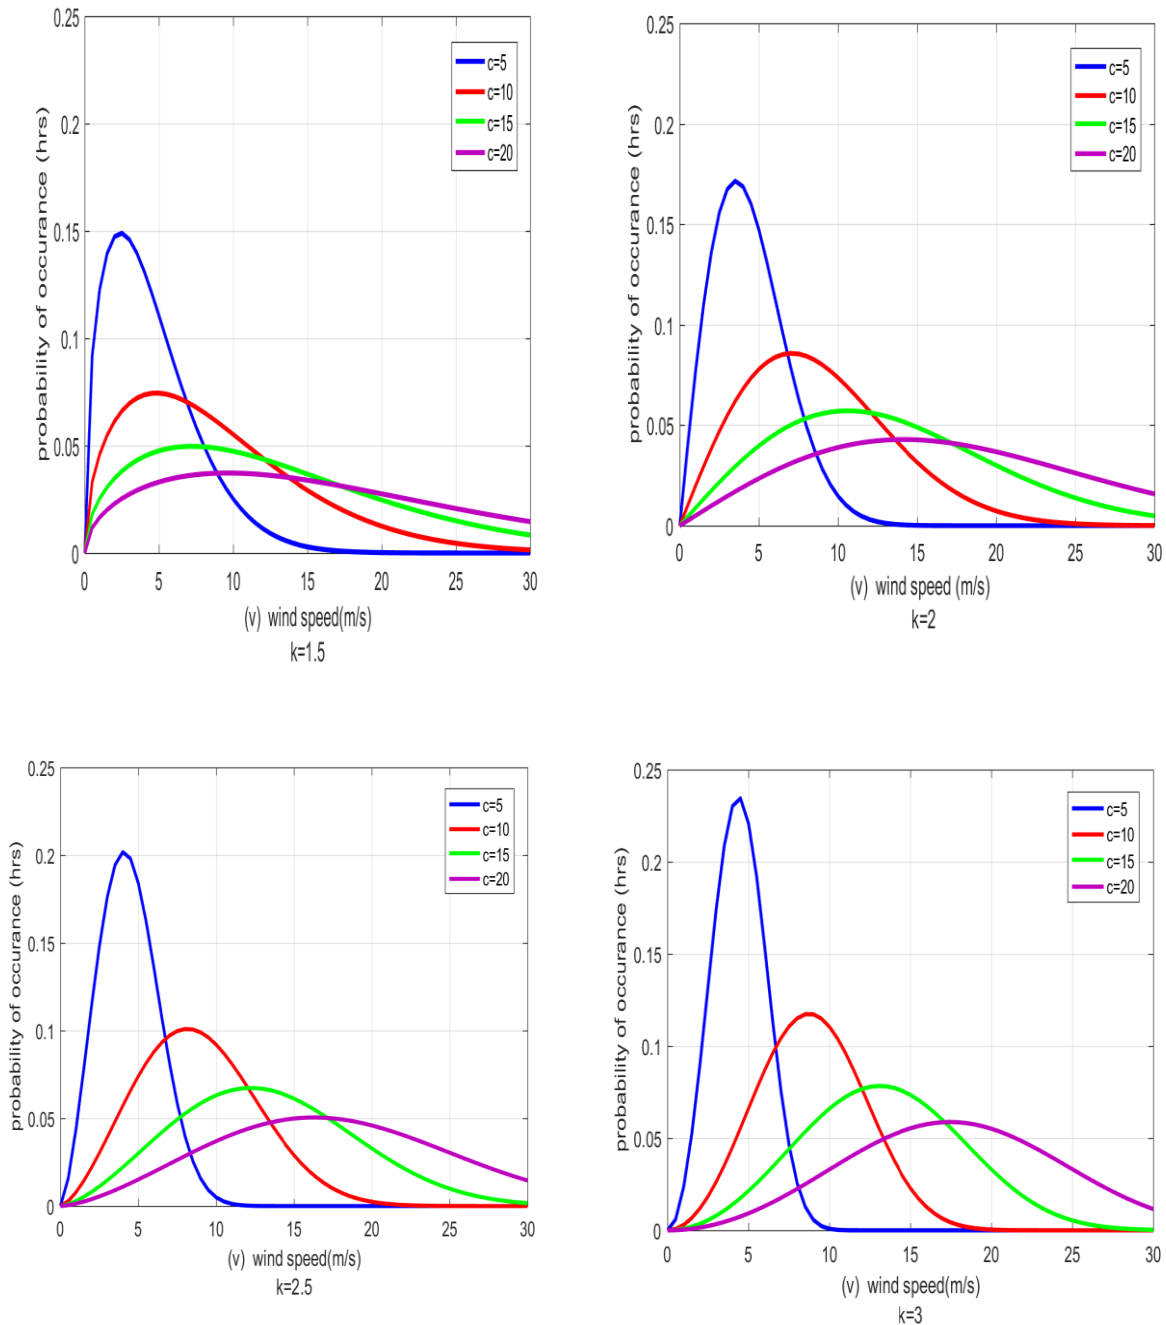 0.25
0.2
0.15
0.1
0.05
0
probability of occurance (hrs)
c=5
c=10
c=15
c=20
0 5 10 15 20 25 30
(v) wind speed(m/s)
k=1.5
0.25
0.2
0.15
0.1
0.05
0
probability of occurance (hrs)
c=5
c=10
c=15
c=20
0 5 10 15 20 25 30
(v) wind speed (m/s)
k=2
0.25
0.2
0.15
0.1
0.05
0
probability of occurance (hrs)
c=5
c=10
c=15
c=20
0 5 10 15 20 25 30
(v) wind speed(m/s)
k=2.5
0.25
0.2
0.15
0.1
0.05
0
probability of occurance (hrs)
c=5
c=10
c=15
c=20
0 5 10 15 20 25 30
(v) wind speed(m/s)
k=3